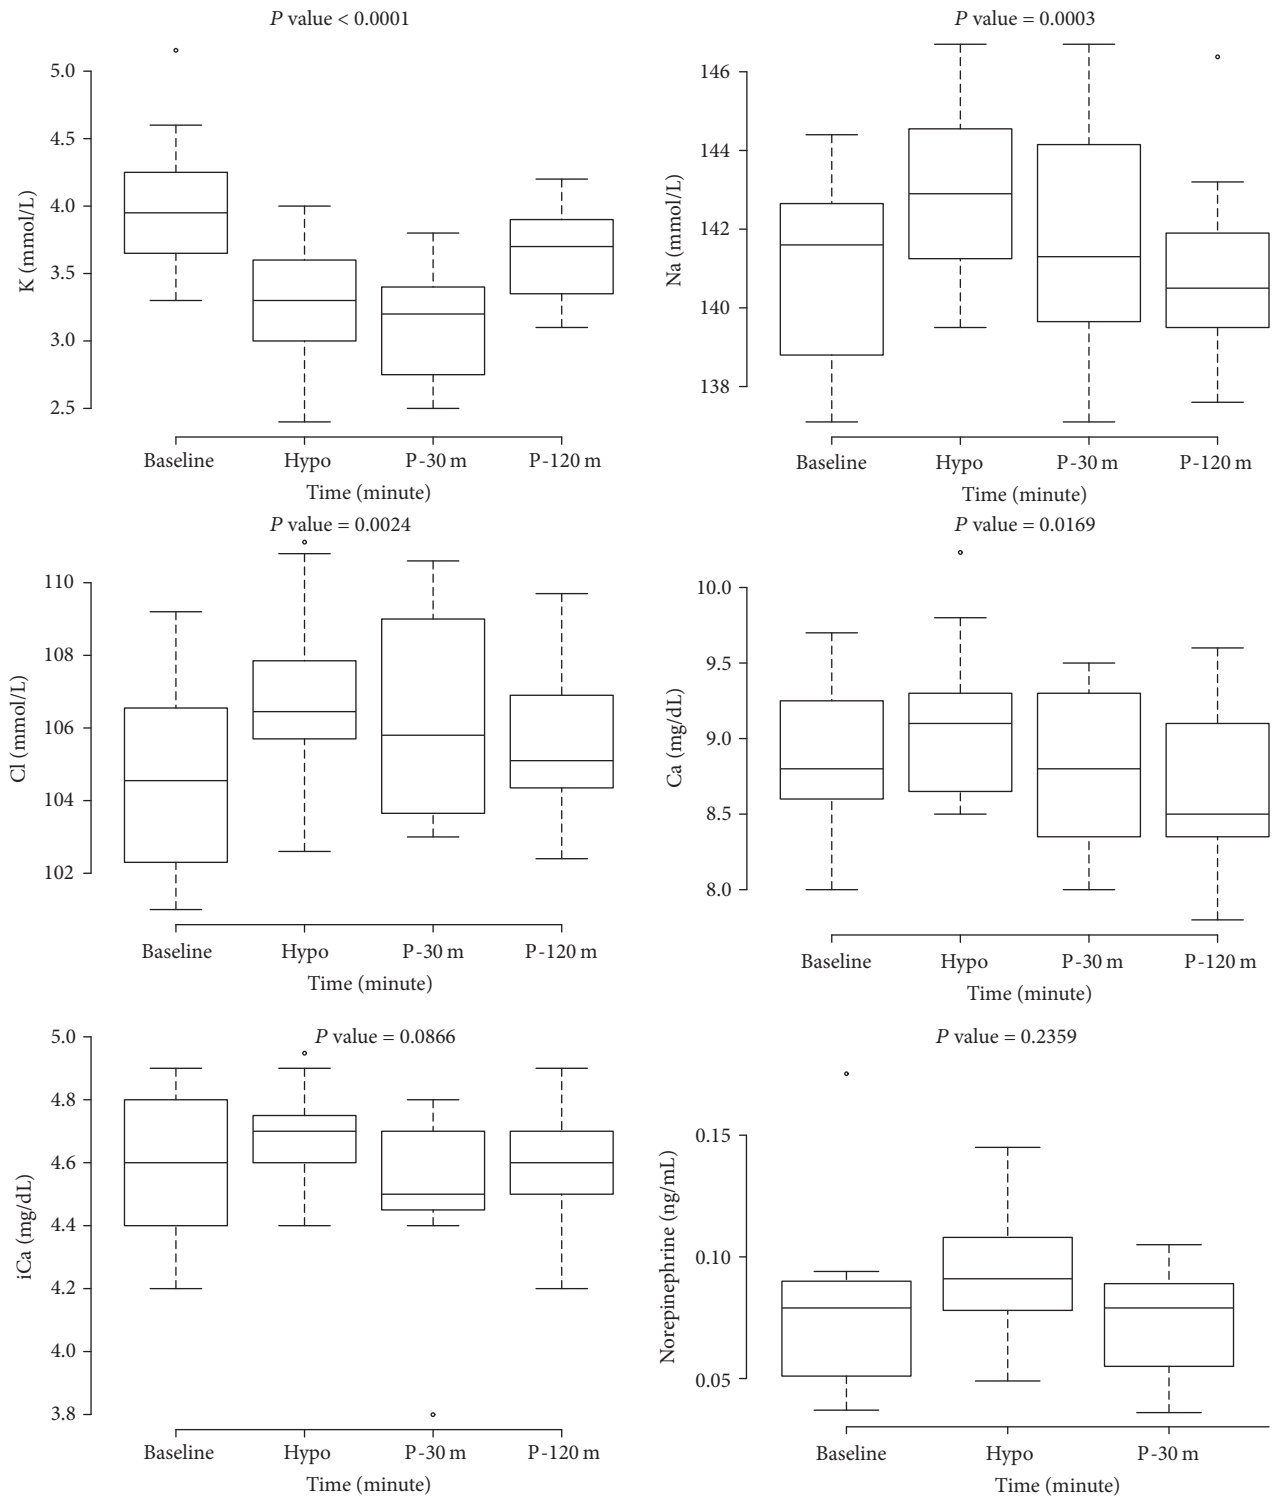 P value < 0.0001
K (mmol/L)
5.0
4.5
4.0
3.5
3.0
2.5
Baseline Hypo P-30 m P-120 m
Time (minute)
P value = 0.0003
Na (mmol/L)
146
144
142
140
138
Baseline Hypo P-30 m P-120 m
Time (minute)
P value = 0.0024
Cl (mmol/L)
110
108
106
104
102
Baseline Hypo P-30 m P-120 m
Time (minute)
P value = 0.0169
Ca (mg/dL)
10.0
9.5
9.0
8.5
8.0
Baseline Hypo P-30 m P-120 m
Time (minute)
P value = 0.0866
iCa (mg/dL)
5.0
4.8
4.6
4.4
4.2
4.0
3.8
Baseline Hypo P-30 m P-120 m
Time (minute)
P value = 0.2359
Norepinephrine (ng/mL)
0.15
0.10
0.05
Baseline Hypo P-30 m
Time (minute)